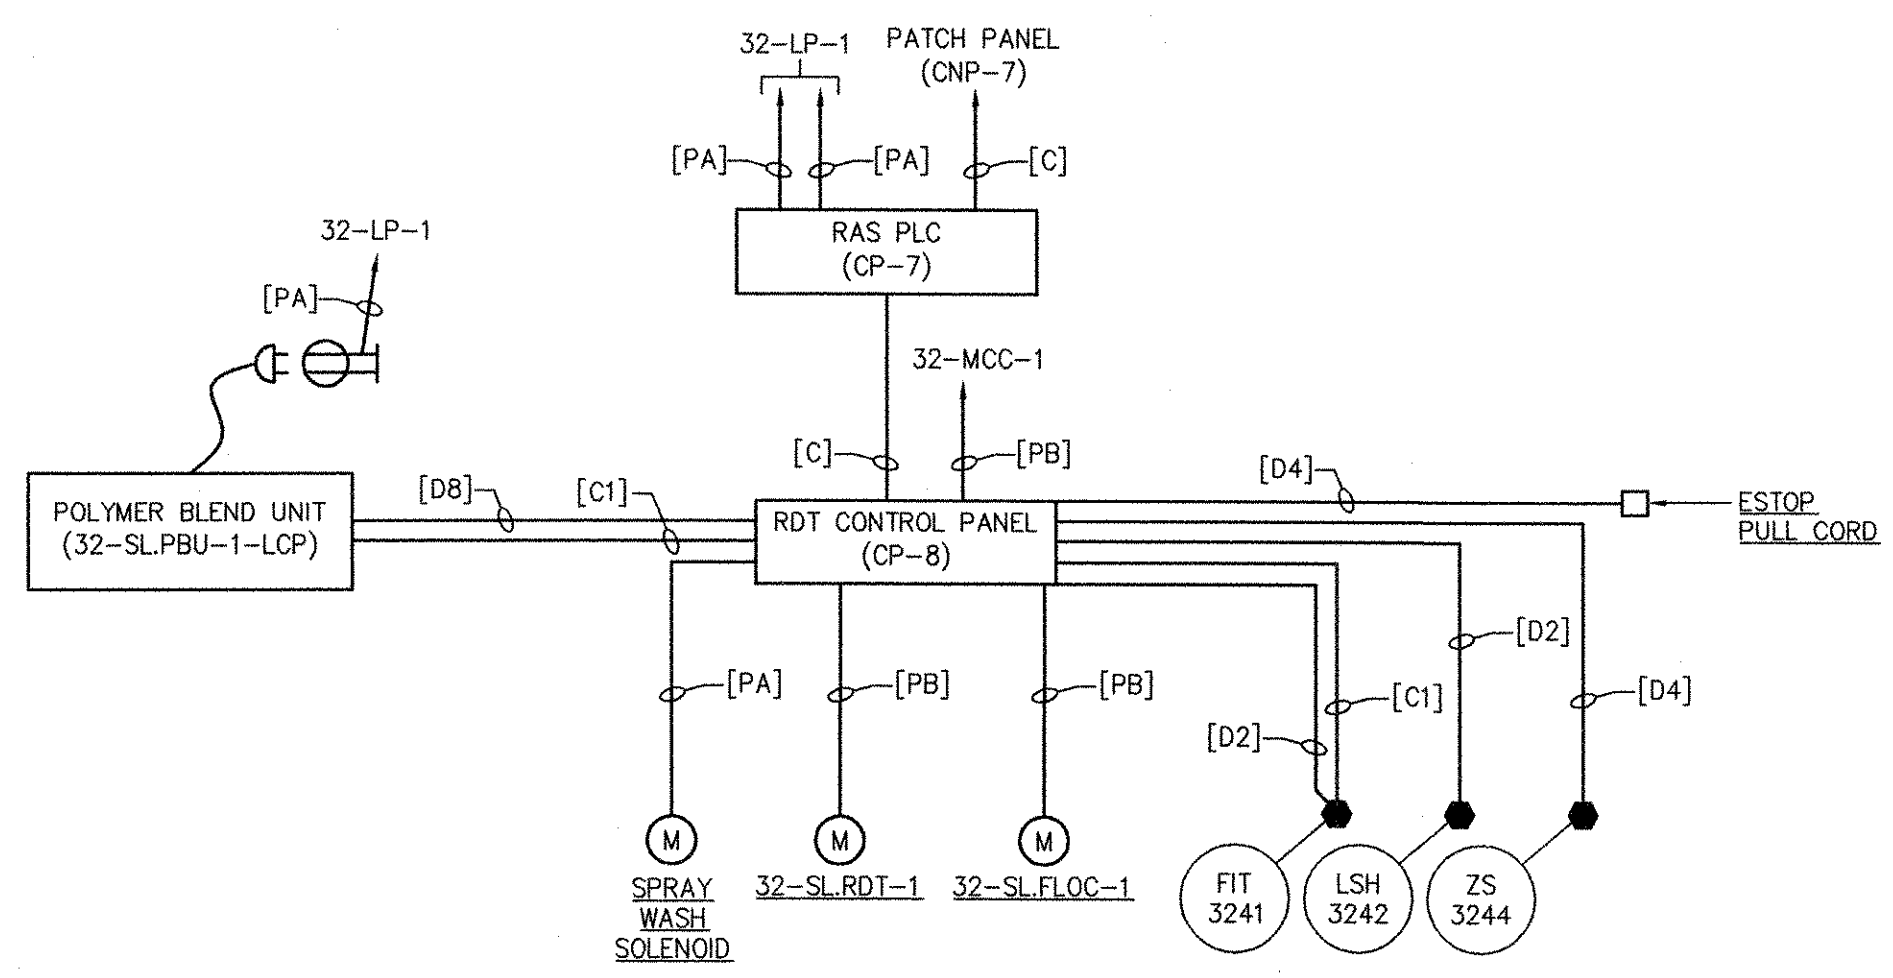 32-LP-1
PATCH PANEL
(CNP-7)
[PA]
[PA]
[C]
RAS PLC
(CP-7)
32-LP-1
[PA]
32-MCC-1
[C]
[PB]
[D8]
[C1]
[D4]
POLYMER BLEND UNIT
(32-SL.PBU-1-LCP)
RDT CONTROL PANEL
(CP-8)
ESTOP
PULL CORD
[PA]
[PB]
[PB]
[D2]
[C1]
[D2]
[D4]
M
SPRAY
WASH
SOLENOID
M
32-SL.RDT-1
M
32-SL.FLOC-1
FIT
3241
LSH
3242
ZS
3244